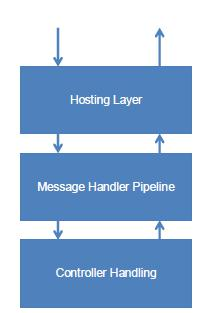 Hosting Layer
Message Handler Pipeline
Controller Handling